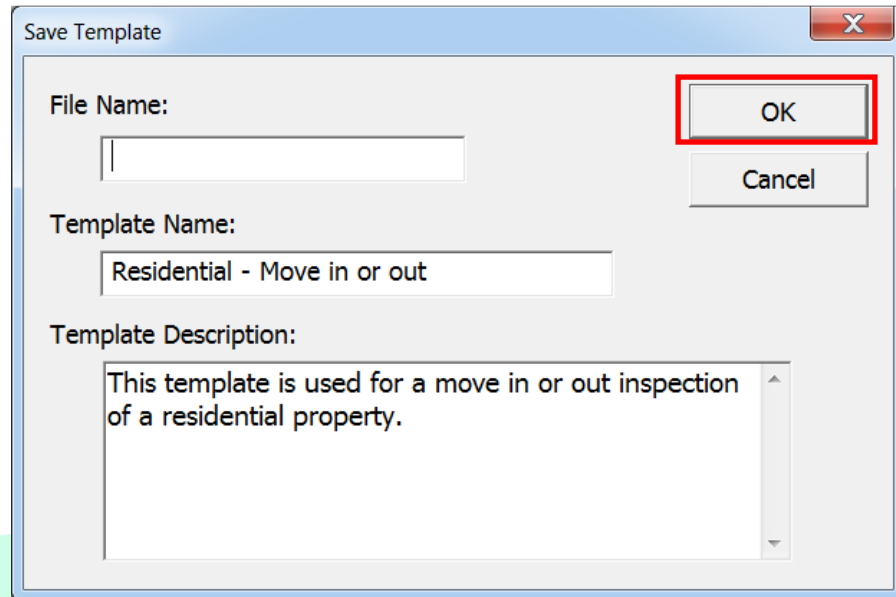 Save Template
File Name:
OK
Cancel
Template Name:
Residential - Move in or out
Template Description:
This template is used for a move in or out inspection
of a residential property.